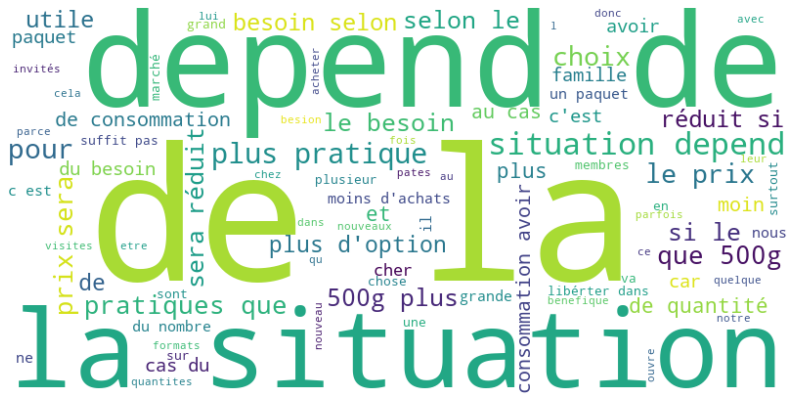 lui
donc
utile
grand
besoin selon
selon le
avoir
avec
paquet
depend de
1
choix
invités
marché
acheter
famille
cela
de consommation
besion
le besoin
au cas
un paquet
c'est
réduit si
parce
suffit pas
fois
situation depend
pour
plus pratique
du besoin
chez
plusieur
pates
au
plus
membres
leur
le prix
c est
de la
moins d'achats
surtout
prix sera
sera réduit
dans
nouveaux
et
il
consommation avoir
en
parfois
moin
si le
nous
visites
etre
plus d'option
qu
ce
que 500g
de
cher
chose
va
car
quelque
sont
500g plus
grande
libérter dans
benefique
pratiques que
de quantité
du nombre
nouveau
une
notre
la situation
ne
formats
sur
cas du
quantites
ouvre